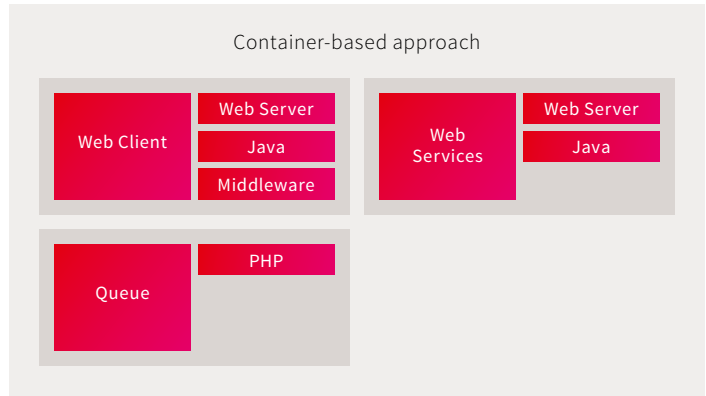 Container-based approach
Web Client
Web Server
Java
Middleware
Web
Services
Web Server
Java
Queue
PHP